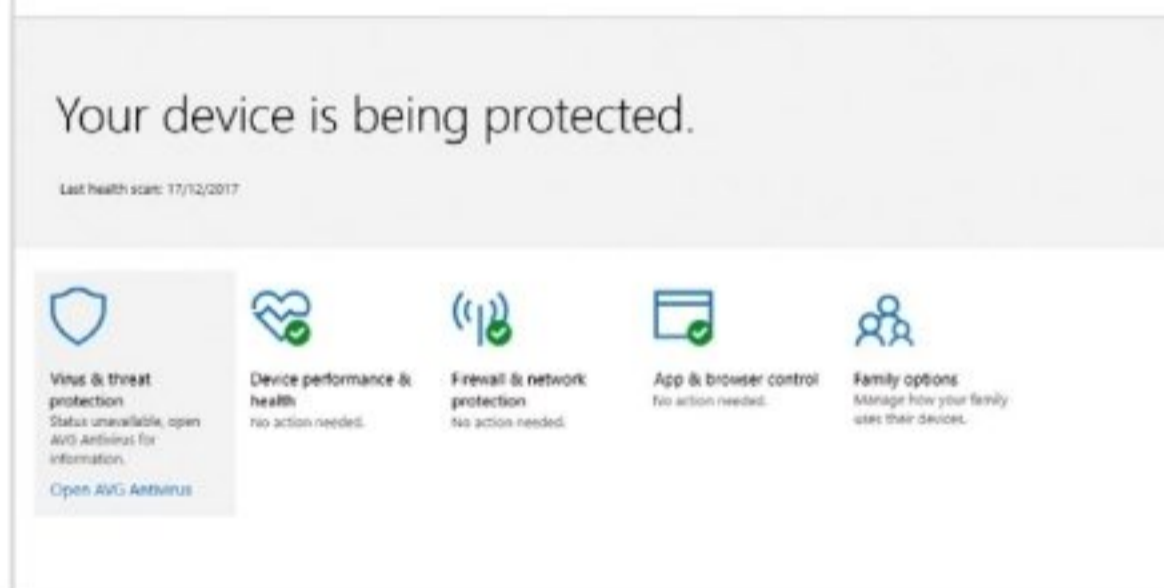 Your device is being protected.
Last health scan: 17/12/2017
Virus & threat
protection
Status unavailable, open
AVG Antivirus for
information.
Open AVG Antivirus
Device performance &
health
No action needed.
Firewall & network
protection
No action needed.
App & browser control
No action needed.
Family options
Manage how your family
uses their devices.